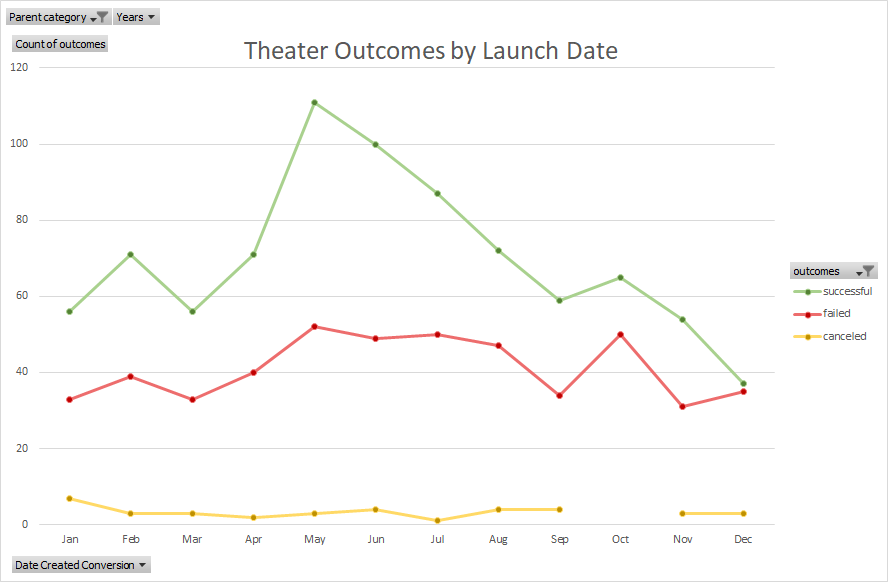 Parent category Years
Count of outcomes
Theater Outcomes by Launch Date
120
100
80
60
40
20
0
Jan Feb Mar Apr May Jun Jul Aug Sep Oct Nov Dec
outcomes
successful
failed
canceled
Date Created Conversion